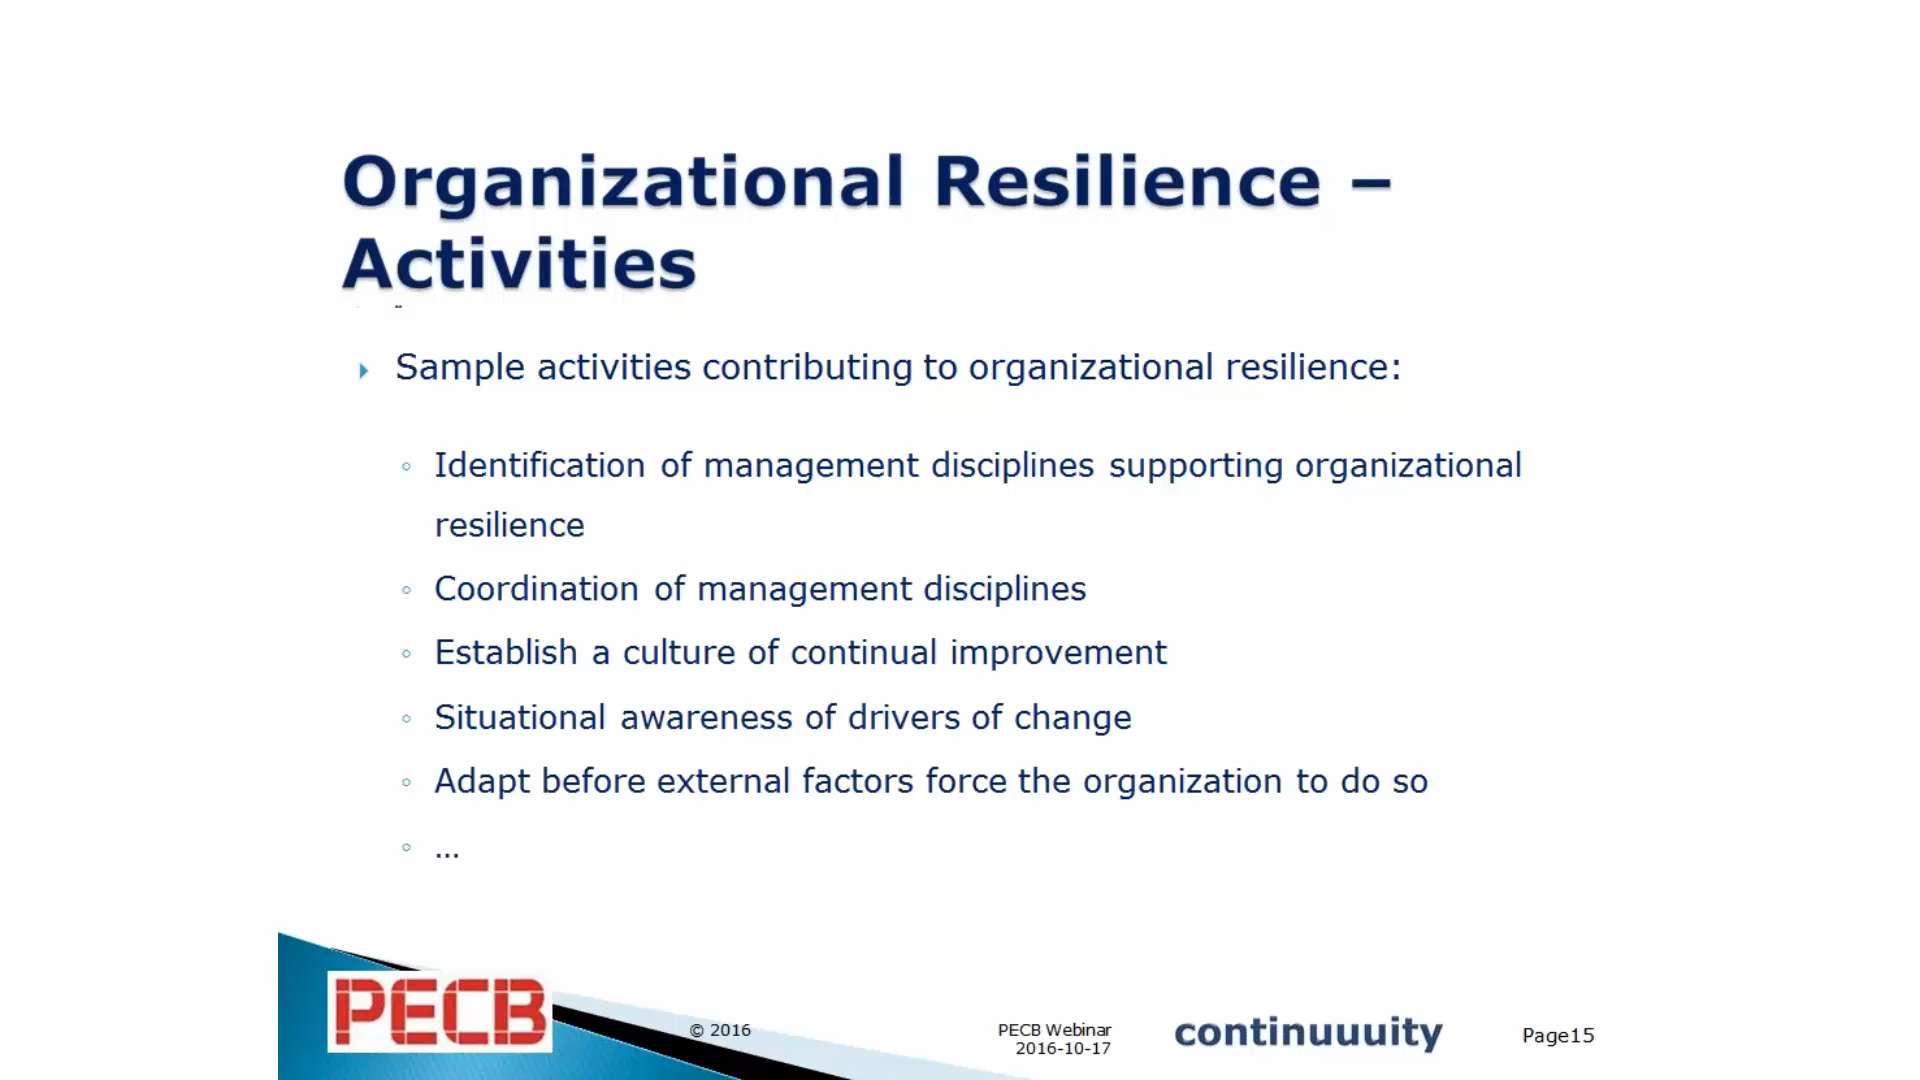 Organizational Resilience –
Activities
Sample activities contributing to organizational resilience:
◦ Identification of management disciplines supporting organizational
resilience
◦ Coordination of management disciplines
◦ Establish a culture of continual improvement
◦ Situational awareness of drivers of change
◦ Adapt before external factors force the organization to do so
◦ ...
PECB
© 2016
PECB Webinar
2016-10-17
continuuuity
Page15